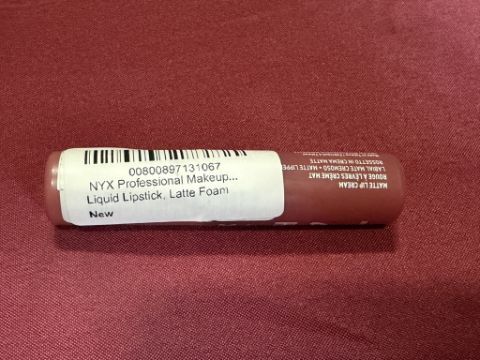 00800897131067
NYX Professional Makeup...
Liquid Lipstick, Latte Foam
New
MATTE LIP CREAM
ROUGE À LÈVRES CRÈME MAT
LABIAL MATE CREMOSO • MATTE LIPPE
ROSSETTO IN CREMA MATTE